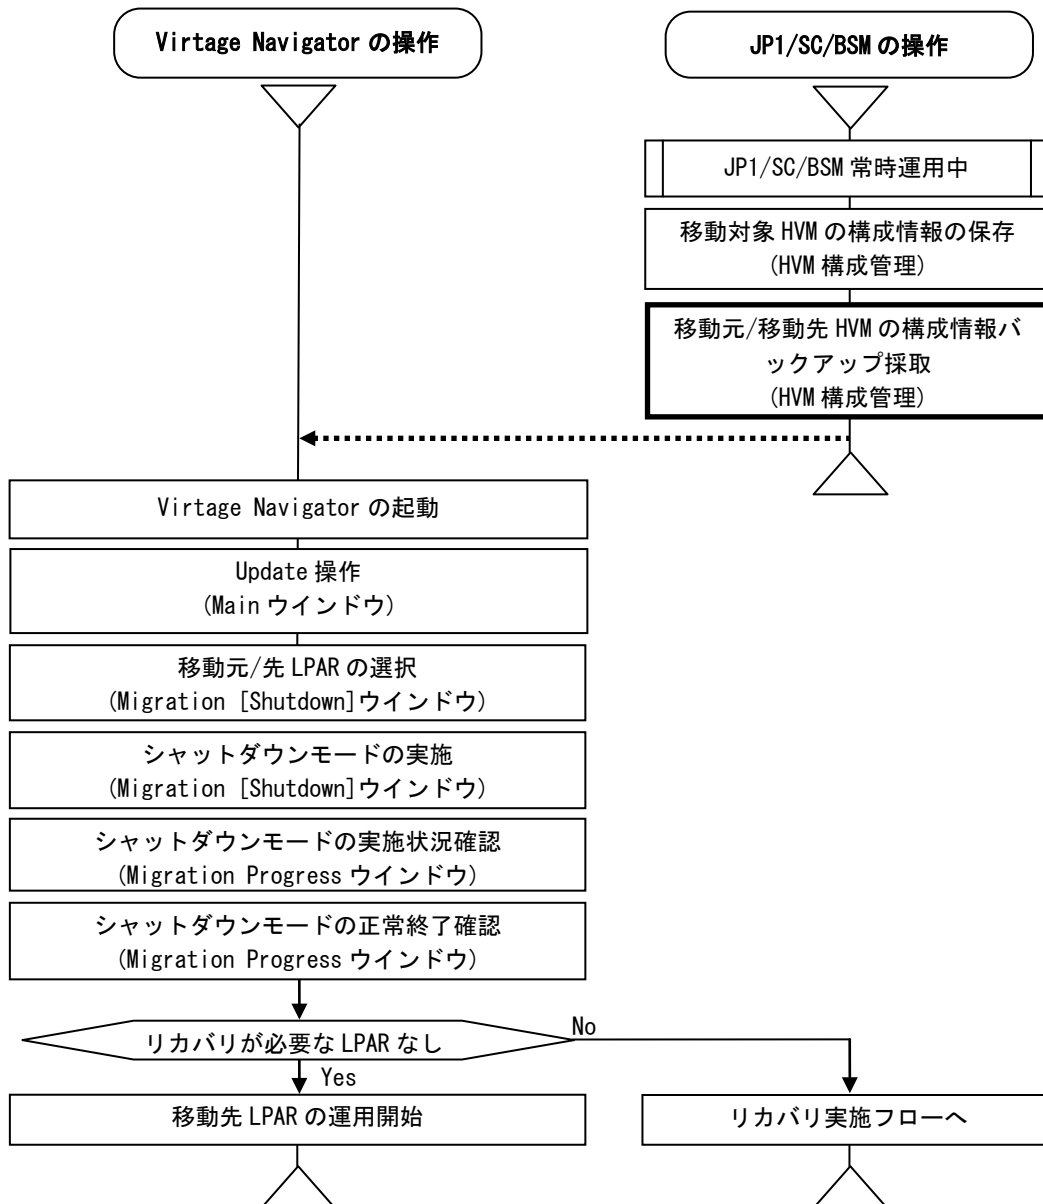 Virtage Navigator の操作
JP1/SC/BSM の操作
JP1/SC/BSM 常時運用中
移動対象 HVM の構成情報の保存
(HVM 構成管理)
移動元/移動先 HVM の構成情報バ
ックアップ採取
(HVM 構成管理)
Virtage Navigator の起動
Update 操作
(Main ウインドウ)
移動元/先 LPAR の選択
(Migration [Shutdown]ウインドウ)
シャットダウンモードの実施
(Migration [Shutdown]ウインドウ)
シャットダウンモードの実施状況確認
(Migration Progress ウインドウ)
シャットダウンモードの正常終了確認
(Migration Progress ウインドウ)
リカバリが必要な LPAR なし
No
Yes
移動先 LPAR の運用開始
リカバリ実施フローへ